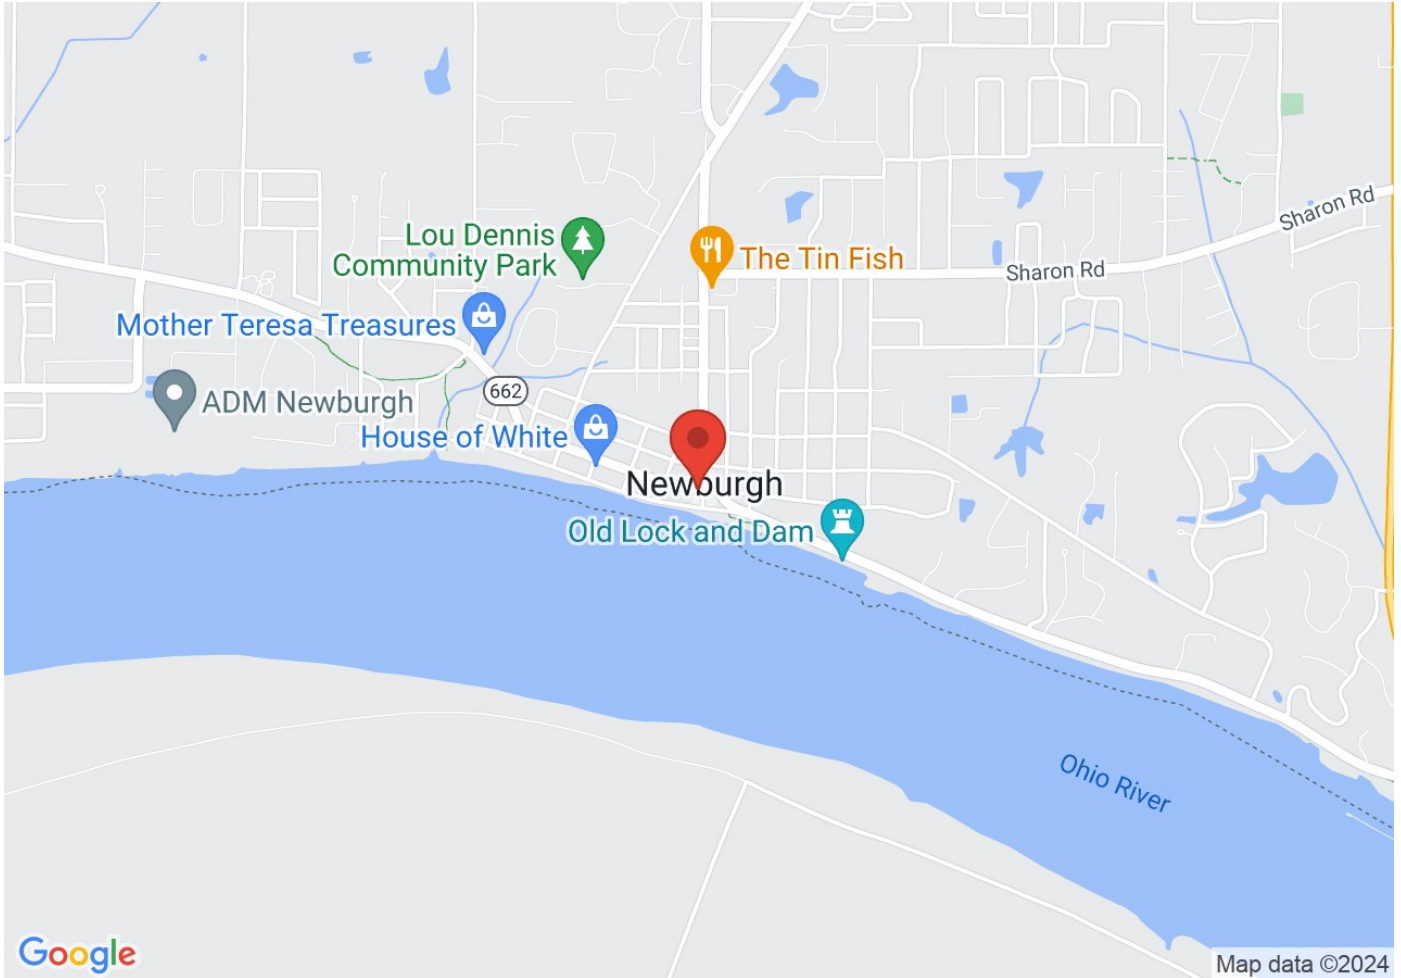 Sharon Rd
Lou Dennis
Community Park
The Tin Fish
Sharon Rd
Mother Teresa Treasures
662
ADM Newburgh
House of White
Newburgh
Old Lock and Dam
Ohio River
Google
Map data ©2024